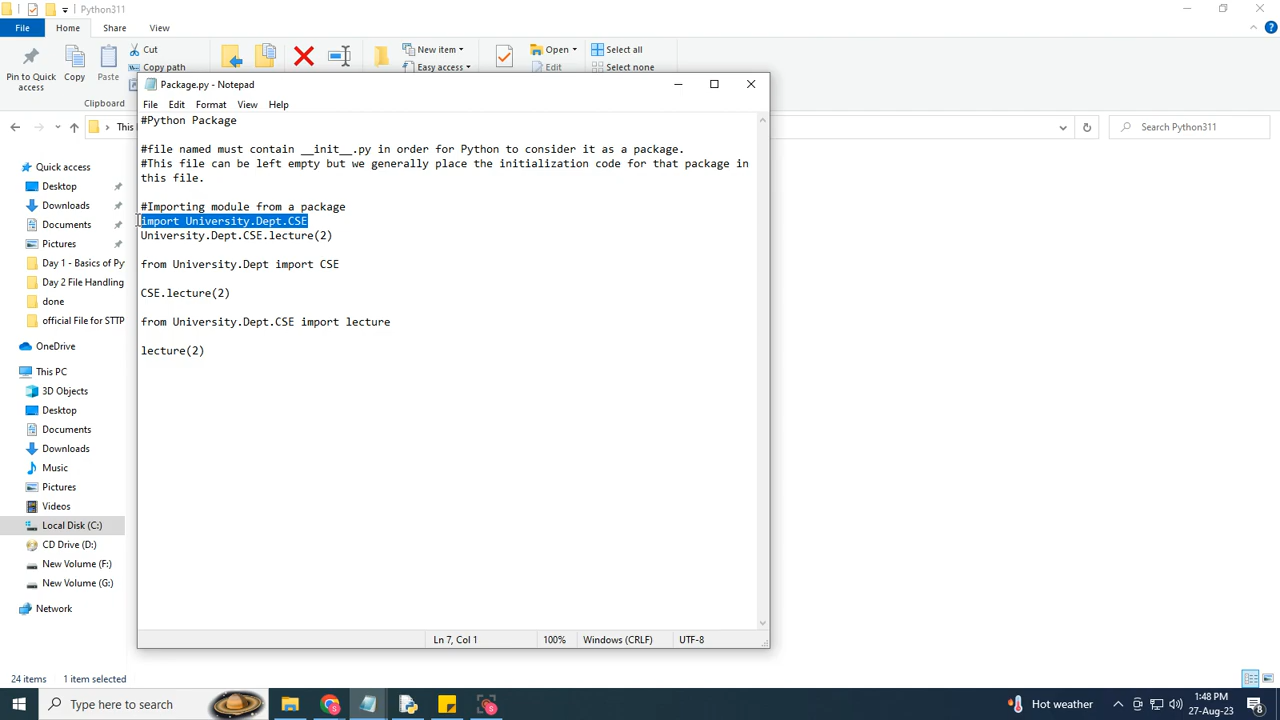 Python311
File
Home
Share
View
Pin to Quick access
Copy
Paste
Cut
Copy path
New item
Easy access
Open
Edit
Select all
Select none
Clipboard
This
Search Python311
Package.py - Notepad
File Edit Format View Help
#Python Package
#file named must contain __init__.py in order for Python to consider it as a package.
#This file can be left empty but we generally place the initialization code for that package in
this file.
#Importing module from a package
import University.Dept.CSE
University.Dept.CSE.lecture(2)
from University.Dept import CSE
CSE.lecture(2)
from University.Dept.CSE import lecture
lecture(2)
Ln 7, Col 1
100%
Windows (CRLF)
UTF-8
Quick access
Desktop
Downloads
Documents
Pictures
Day 1 - Basics of Py
Day 2 File Handling
done
official File for STTP
OneDrive
This PC
3D Objects
Desktop
Documents
Downloads
Music
Pictures
Videos
Local Disk (C:)
CD Drive (D:)
New Volume (F:)
New Volume (G:)
Network
24 items
1 item selected
Type here to search
Hot weather
1:48 PM
27-Aug-23
8